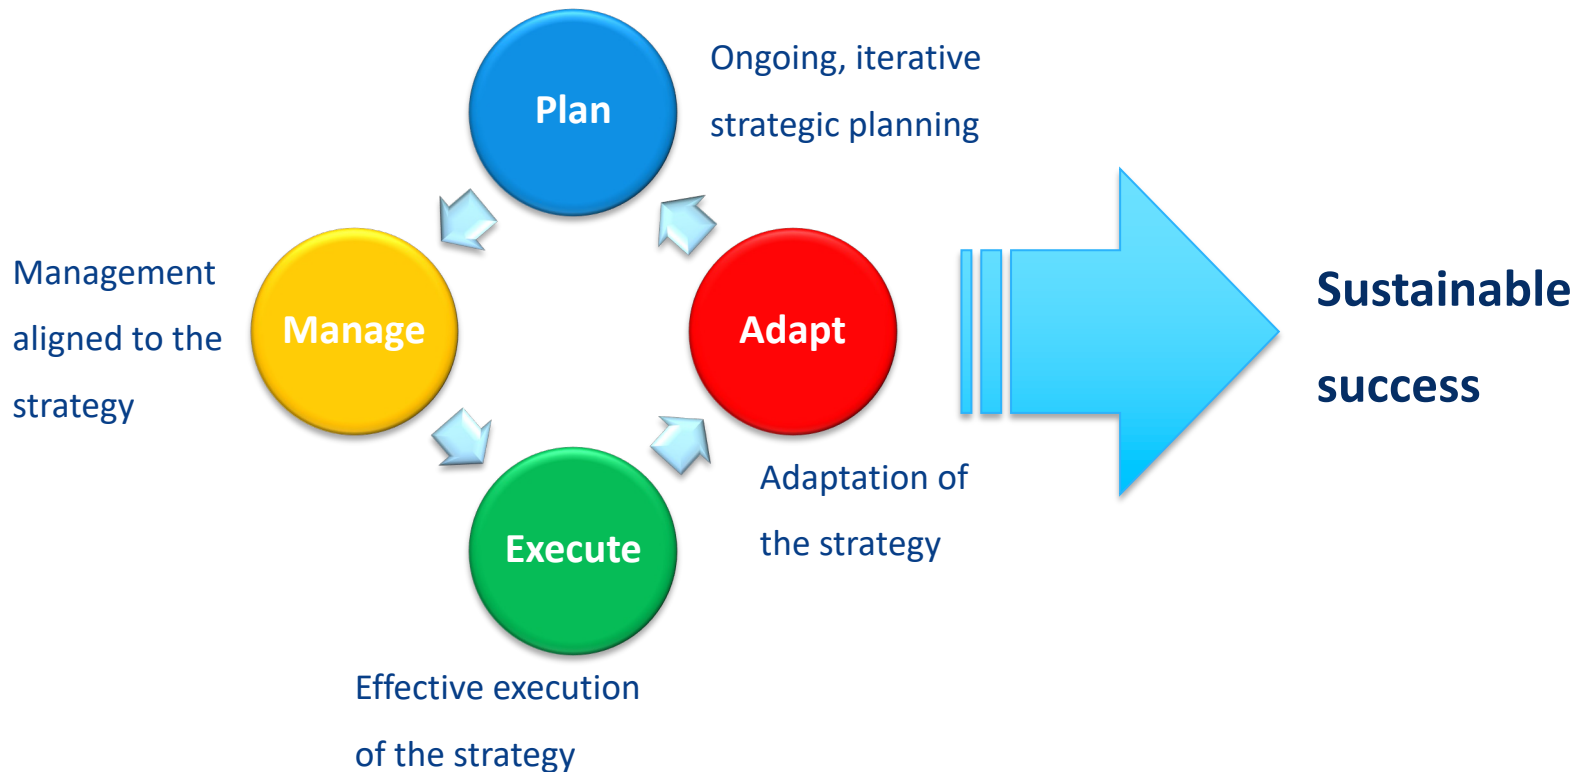 Plan
Ongoing, iterative
strategic planning
Management
aligned to the
strategy
Manage
Adapt
Sustainable
success
Adaptation of
the strategy
Execute
Effective execution
of the strategy